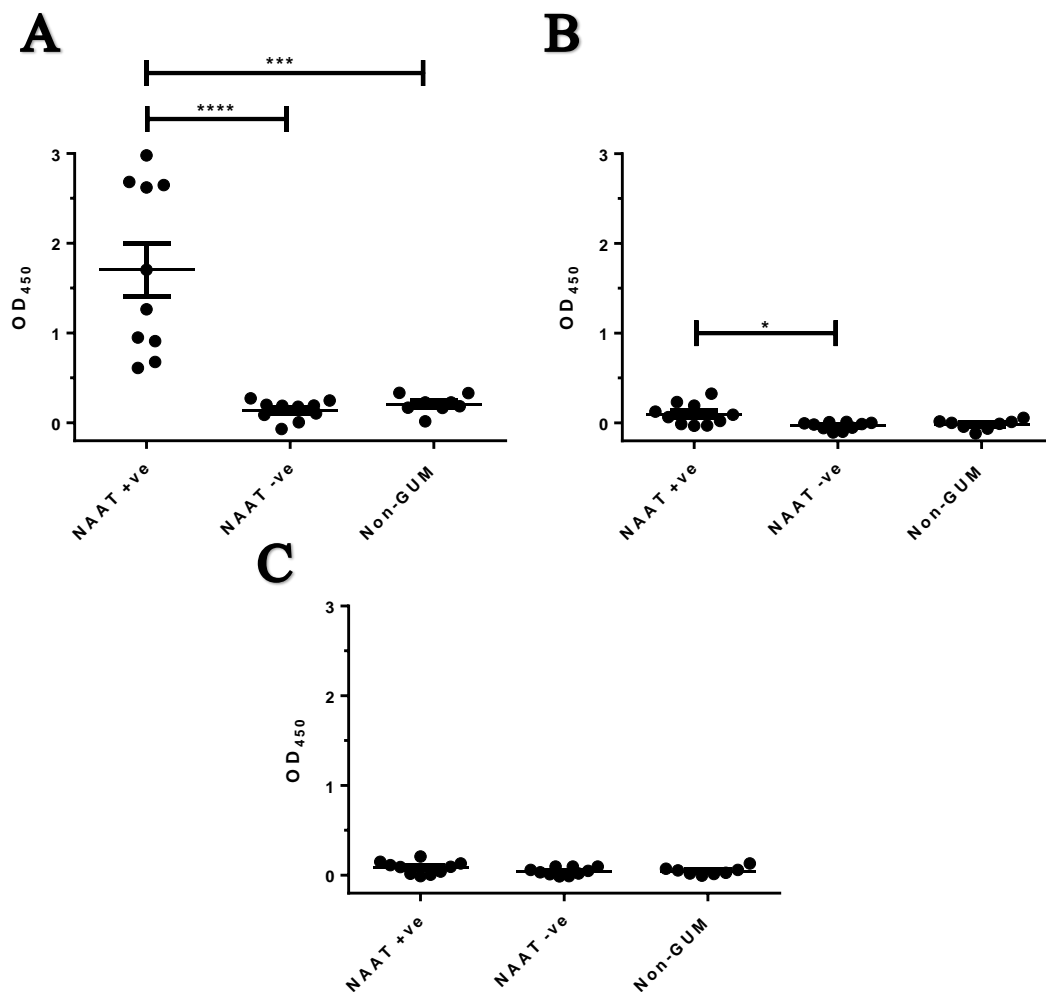 A
***
****
3
2
1
0
OD450
NAAT +ve
NAAT -ve
Non-GUM
B
3
2
1
0
OD450
*
NAAT +ve
NAAT -ve
Non-GUM
C
3
2
1
0
OD450
NAAT +ve
NAAT -ve
Non-GUM